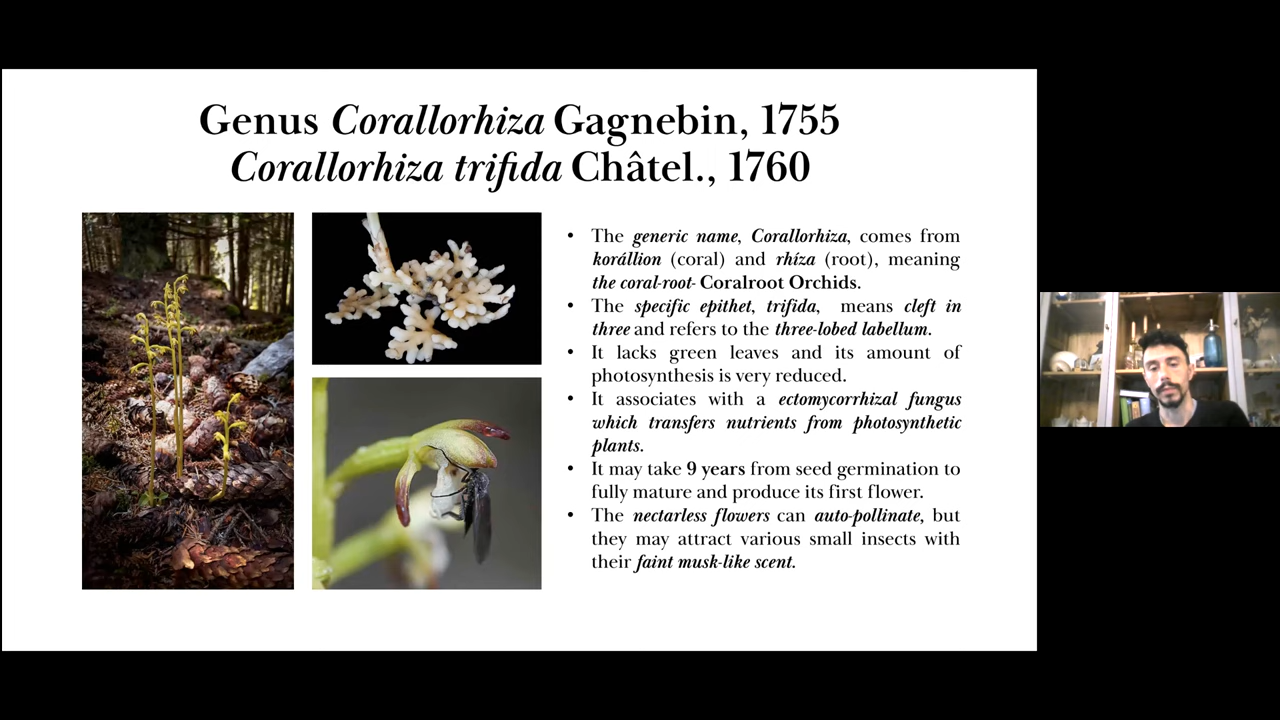 Genus Corallorhiza Gagnebin, 1755
Corallorhiza trifida Châtel., 1760
• The generic name, Corallorhiza, comes from
korállion (coral) and rhíza (root), meaning
the coral-root- Coralroot Orchids.
• The specific epithet, trifida, means cleft in
three and refers to the three-lobed labellum.
• It lacks green leaves and its amount of
photosynthesis is very reduced.
• It associates with a ectomycorrhizal fungus
which transfers nutrients from photosynthetic
plants.
• It may take 9 years from seed germination to
fully mature and produce its first flower.
• The nectarless flowers can auto-pollinate, but
they may attract various small insects with
their faint musk-like scent.